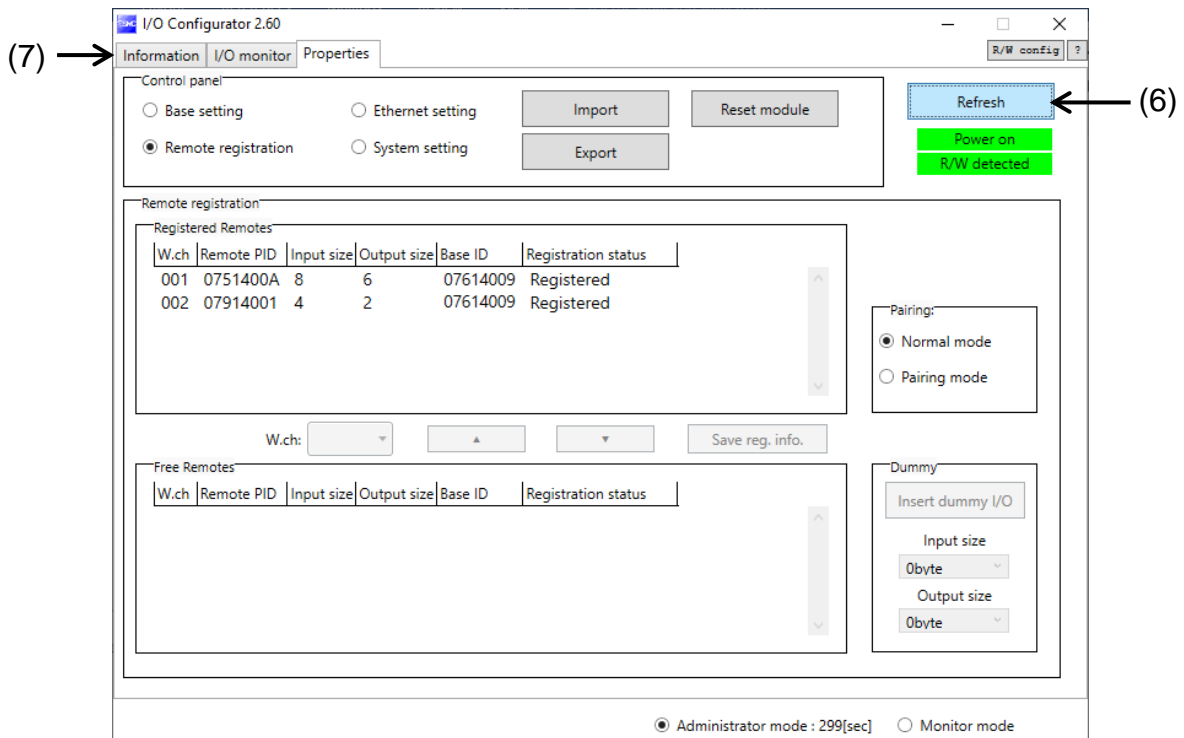 I/O Configurator 2.60
(7)
Information I/O monitor Properties
R/W config ?
Control panel
Base setting
Ethernet setting
Import
Reset module
Refresh
(6)
Remote registration
System setting
Export
Power on
R/W detected
Remote registration
Registered Remotes
W.ch Remote PID Input size Output size Base ID Registration status
001 0751400A 8 6 07614009 Registered
002 07914001 4 2 07614009 Registered
Pairing:
Normal mode
Pairing mode
W.ch:
▲
▼
Save reg. info.
Free Remotes
W.ch Remote PID Input size Output size Base ID Registration status
Dummy
Insert dummy I/O
Input size
0byte
Output size
0byte
Administrator mode : 299[sec]
Monitor mode